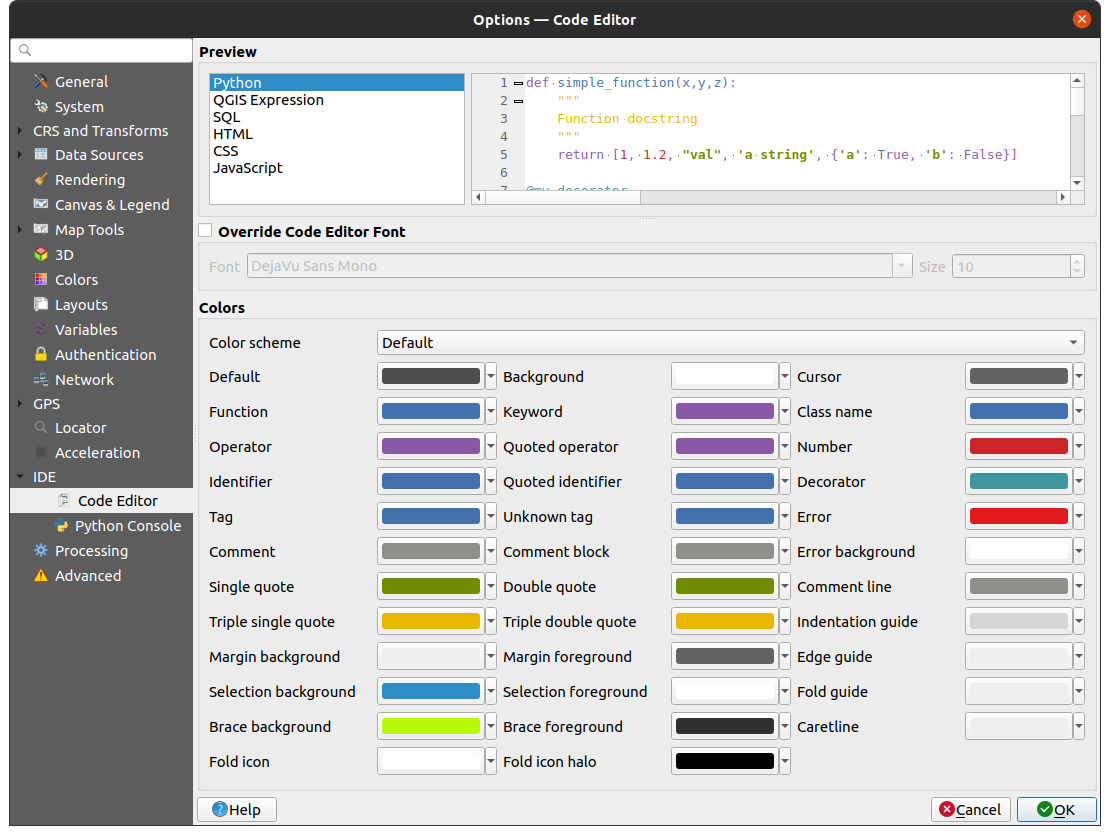 Options — Code Editor
General
System
CRS and Transforms
Data Sources
Rendering
Canvas & Legend
Map Tools
3D
Colors
Layouts
Variables
Authentication
Network
GPS
Locator
Acceleration
IDE
Code Editor
Python Console
Processing
Advanced
Preview
Python
QGIS Expression
SQL
HTML
CSS
JavaScript
1 def·simple_function(x,y,z):
2 """
3 Function·docstring
4 """
5 return·[1,·1.2,·"val",·'a·string',·{'a':·True,·'b':·False}]
6
7 @my_decorator
Override Code Editor Font
Font DejaVu Sans Mono Size 10
Colors
Color scheme Default
Default Background Cursor
Function Keyword Class name
Operator Quoted operator Number
Identifier Quoted identifier Decorator
Tag Unknown tag Error
Comment Comment block Error background
Single quote Double quote Comment line
Triple single quote Triple double quote Indentation guide
Margin background Margin foreground Edge guide
Selection background Selection foreground Fold guide
Brace background Brace foreground Caretline
Fold icon Fold icon halo
Help Cancel OK